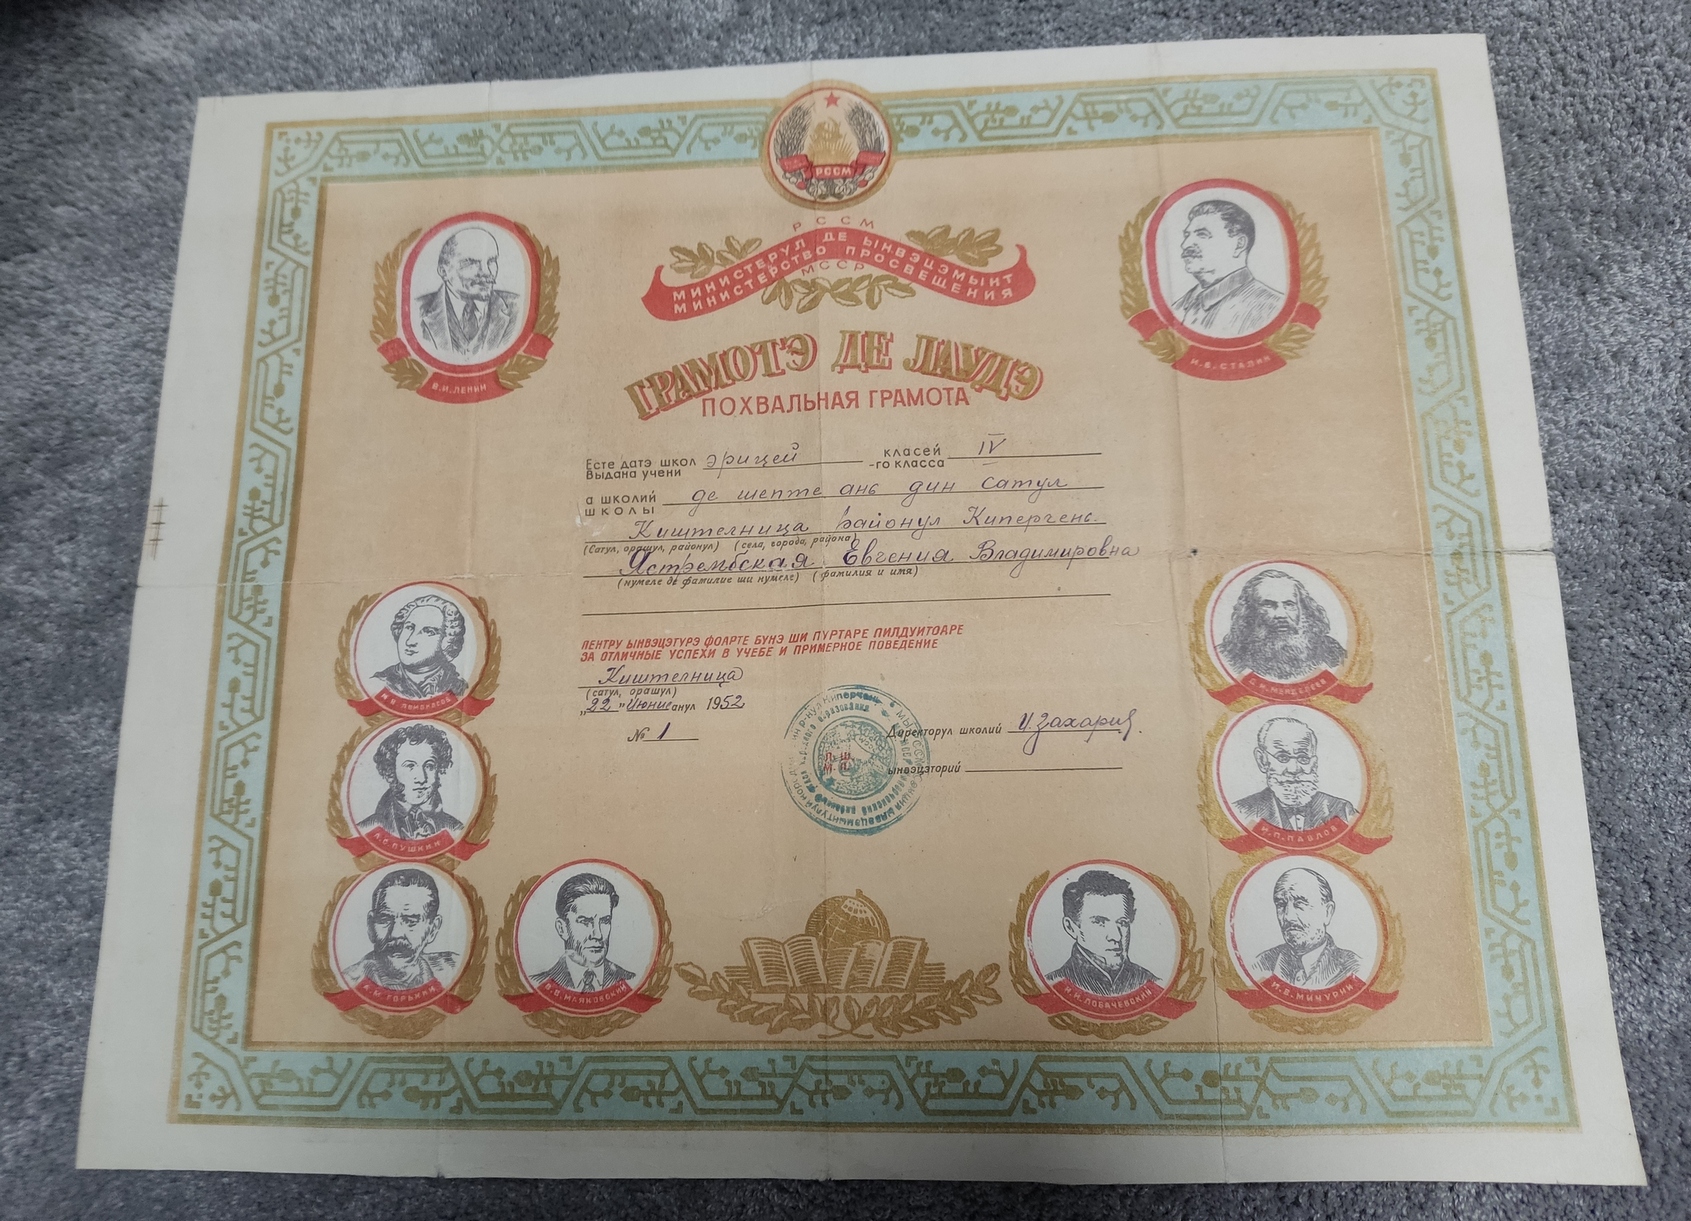 РССМ
Р С С М
МИНИСТЕРУЛ ДЕ ЫНВЭЦЭМЫНТ
МИНИСТЕРСТВО ПРОСВЕЩЕНИЯ
МССР
В.И.ЛЕНИН
И.В.СТАЛИН
ГРАМОТЭ ДЕ ЛАУДЭ
ПОХВАЛЬНАЯ ГРАМОТА
Есте датэ школ эрицей класей IV
Выдана учени -го класса
а школий де шепте ань дин сатул
школы
Киштелница районул Кипергень
(Сатул, орашул, районул) (села, города, района)
Ястрембская Евгения Владимировна
(нумеле де фамилие ши нумеле) (фамилия и имя)
ПЕНТРУ ЫНВЭЦЭТУРЭ ФОАРТЕ БУНЭ ШИ ПУРТАРЕ ПИЛДУИТОАРЕ
ЗА ОТЛИЧНЫЕ УСПЕХИ В УЧЕБЕ И ПРИМЕРНОЕ ПОВЕДЕНИЕ
Киштелница
(сатул, орашул)
„22" Июние анул 1952
№ 1
Директорул школий И. Захария
ынвэцэторий
Л. Ш.
М. П.
М.В. ЛОМОНОСОВ
А.С.ПУШКИН
А.М.ГОРЬКИЙ
В.В.МАЯКОВСКИЙ
Н.И.ЛОБАЧЕВСКИЙ
И.В.МИЧУРИН
И.П.ПАВЛОВ
Д.И.МЕНДЕЛЕЕВ